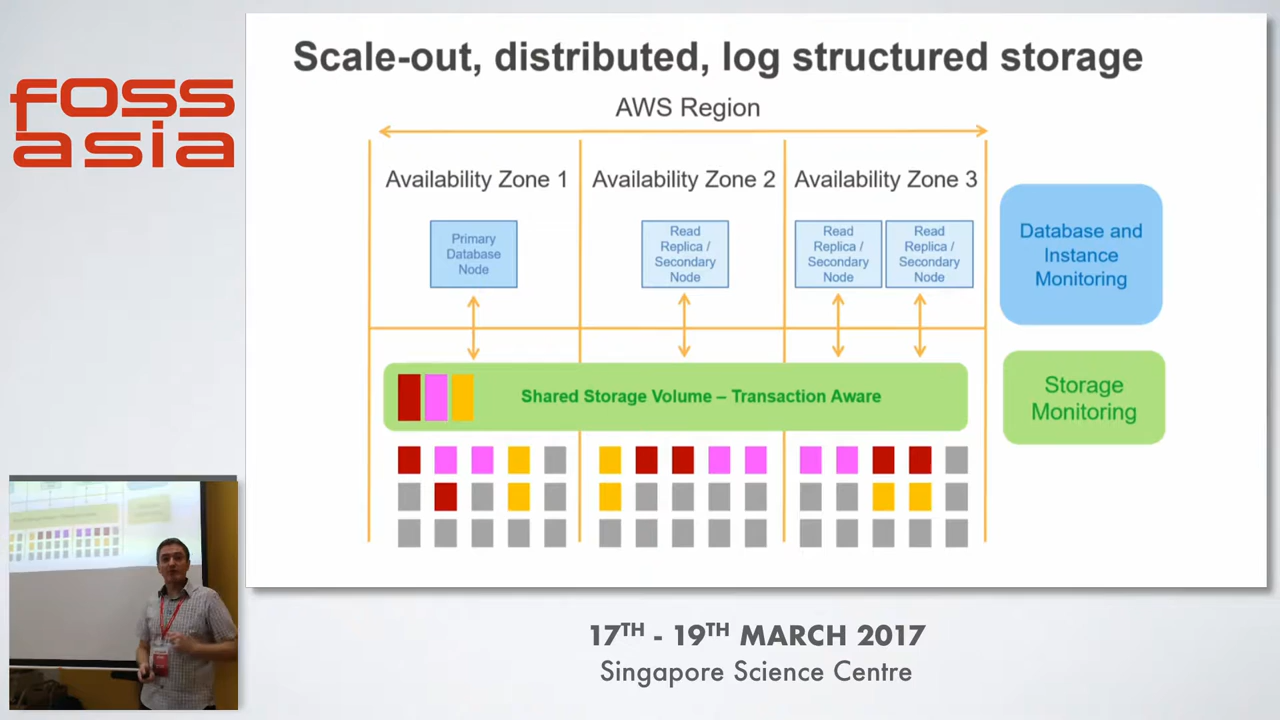 foss
asia
Scale-out, distributed, log structured storage
AWS Region
Availability Zone 1
Availability Zone 2
Availability Zone 3
Primary
Database
Node
Read
Replica /
Secondary
Node
Read
Replica /
Secondary
Node
Read
Replica /
Secondary
Node
Database and
Instance
Monitoring
Shared Storage Volume – Transaction Aware
Storage
Monitoring
17TH - 19TH MARCH 2017
Singapore Science Centre